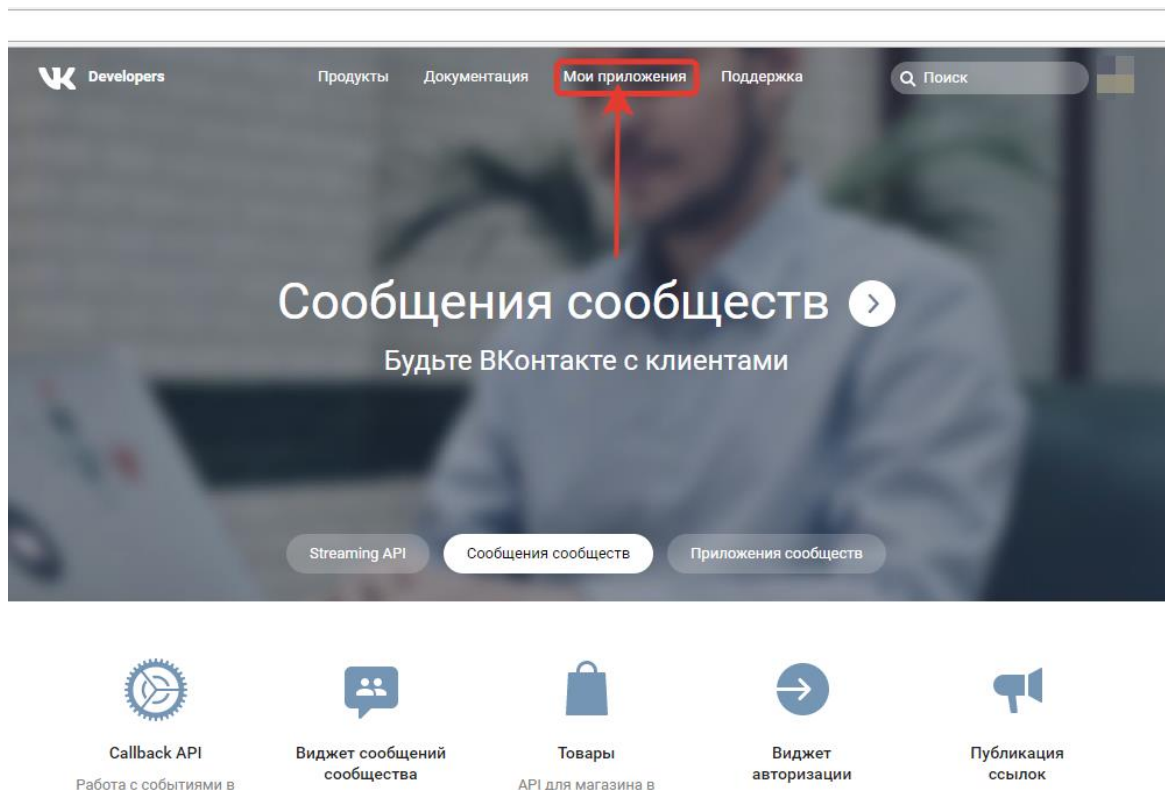 VK Developers Продукты Документация Мои приложения Поддержка Поиск
Сообщения сообществ
Будьте ВКонтакте с клиентами
Streaming API Сообщения сообществ Приложения сообществ
Callback API Виджет сообщений Товары Виджет Публикация
сообщества авторизации ссылок
Работа с событиями в API для магазина в